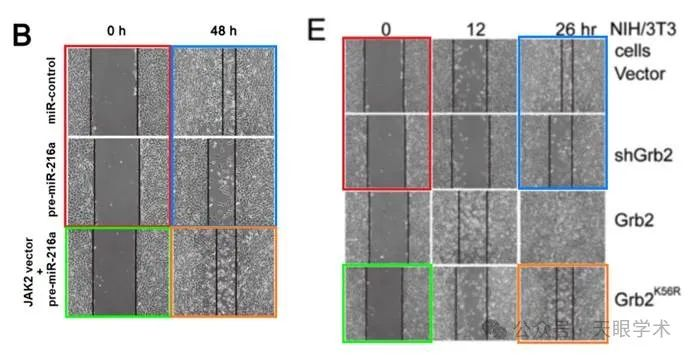 B
0 h
48 h
miR-control
pre-miR-216a
JAK2 vector
+
pre-miR-216a
E
0
12
26 hr
NIH/3T3
cells
Vector
shGrb2
Grb2
Grb2K56R
公众号 · 天眼学术